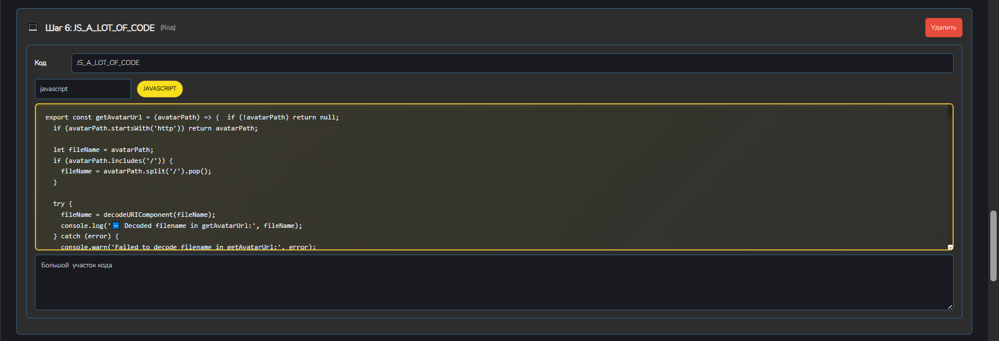 Шаг 6: JS_A_LOT_OF_CODE (Код)
Удалить
Код
JS_A_LOT_OF_CODE
javascript
JAVASCRIPT
export const getAvatarUrl = (avatarPath) => {  if (!avatarPath) return null;
  if (avatarPath.startsWith('http')) return avatarPath;

  let fileName = avatarPath;
  if (avatarPath.includes('/')) {
    fileName = avatarPath.split('/').pop();
  }

  try {
    fileName = decodeURIComponent(fileName);
    console.log('🔤 Decoded filename in getAvatarUrl:', fileName);
  } catch (error) {
    console.warn('Failed to decode filename in getAvatarUrl:', error);
Большой  участок кода